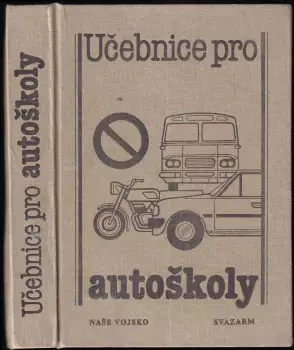 Učebnice pro autoškoly
Učebnice pro
autoškoly
NAŠE VOJSKO SVAZARM